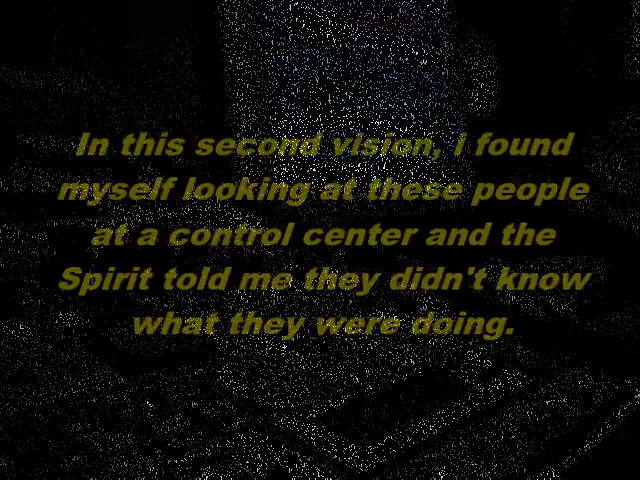 In this second vision, i found
myself looking at these people
at a control center and the
Spirit told me they didn't know
what they were doing.